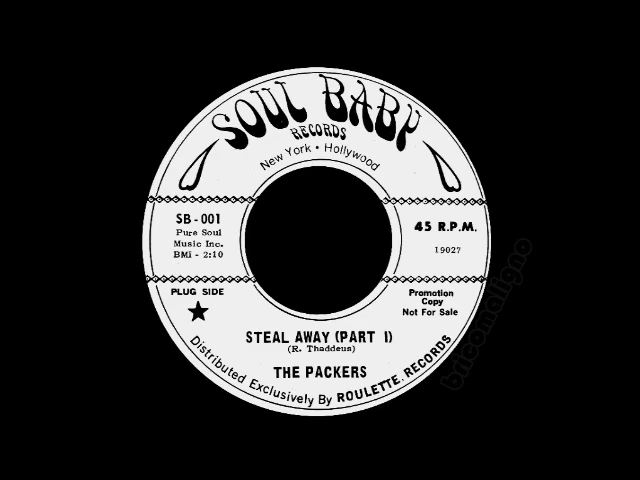 SOUL BABY
RECORDS
New York • Hollywood
SB-001
Pure Soul
Music Inc.
BMI - 2:10
45 R.P.M.
19027
PLUG SIDE
Promotion
Copy
Not For Sale
STEAL AWAY (PART I)
(R. Thaddeus)
THE PACKERS
Distributed Exclusively By ROULETTE RECORDS
bricomaligno